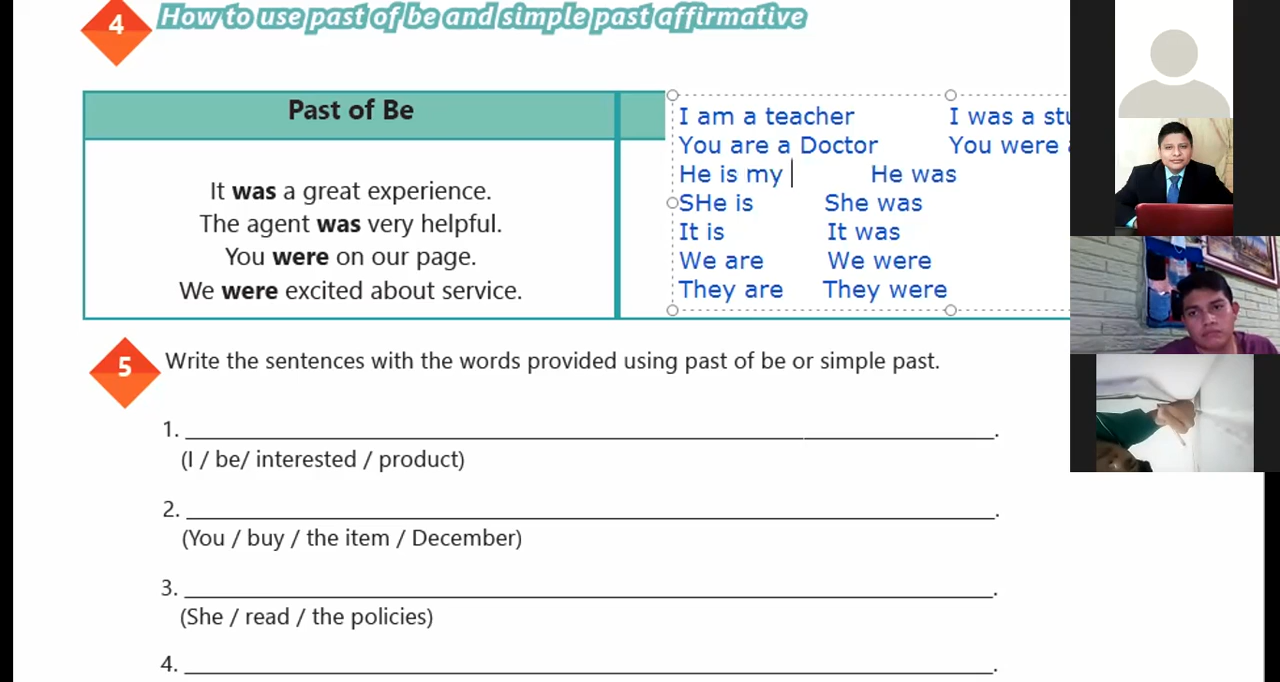 4 How to use past of be and simple past affirmative
Past of Be
It was a great experience.
The agent was very helpful.
You were on our page.
We were excited about service.
I am a teacher I was a
You are a Doctor You were
He is my He was
SHe is She was
It is It was
We are We were
They are They were
5 Write the sentences with the words provided using past of be or simple past.
1. .
(I / be/ interested / product)
2. .
(You / buy / the item / December)
3. .
(She / read / the policies)
4. .